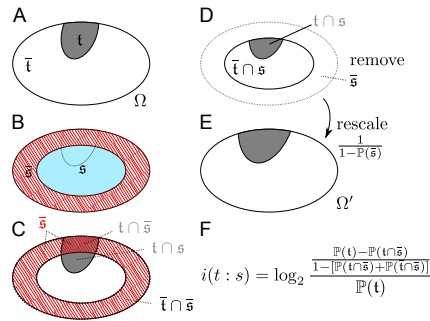 A
𝔱
𝔱̅
Ω
B
𝔰̅
𝔰
C
𝔰̅
𝔱 ∩ 𝔰̅
𝔱 ∩ 𝔰
𝔱̅ ∩ 𝔰̅
D
𝔱 ∩ 𝔰
𝔱̅ ∩ 𝔰
remove
𝔰̅
E
rescale
1/(1−ℙ(𝔰̅))
Ω′
F
i(t : s) = log₂ ((ℙ(𝔱)−ℙ(𝔱∩𝔰̅))/(1−[ℙ(𝔱∩𝔰̅)+ℙ(𝔱̅∩𝔰̅)]))/ℙ(𝔱)